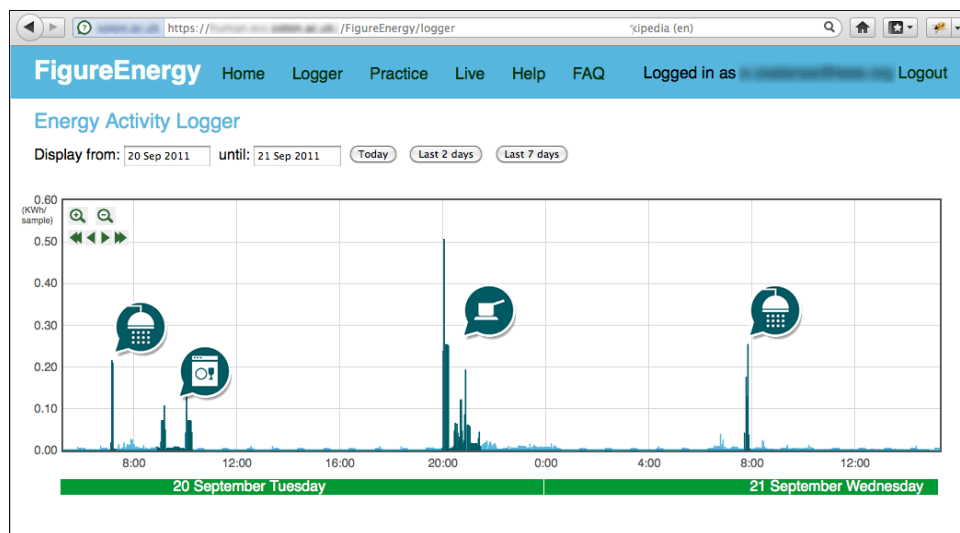 https:// /FigureEnergy/logger
kipedia (en)
FigureEnergy Home Logger Practice Live Help FAQ Logged in as Logout
Energy Activity Logger
Display from: 20 Sep 2011 until: 21 Sep 2011 Today Last 2 days Last 7 days
0.60
(KWh/
sample)
0.50
0.40
0.30
0.20
0.10
0.00
8:00 12:00 16:00 20:00 0:00 4:00 8:00 12:00
20 September Tuesday 21 September Wednesday